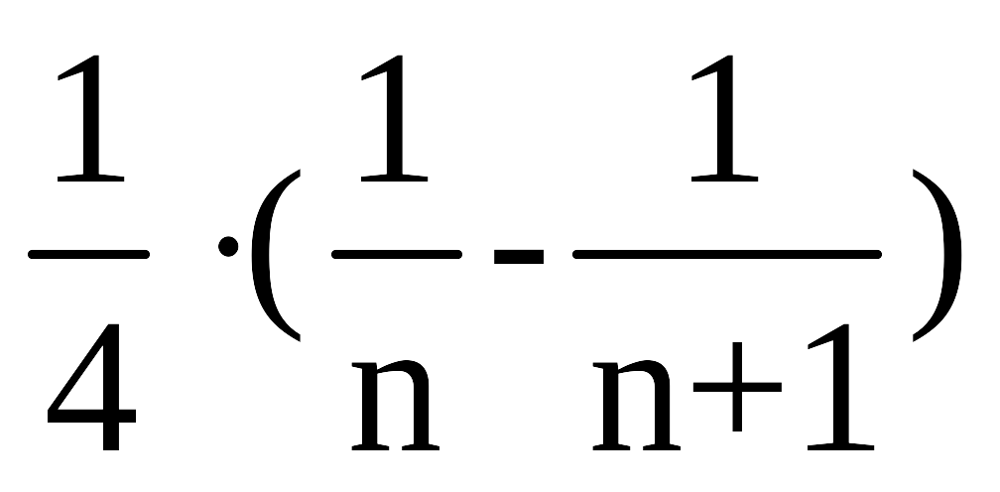 1/4 ·( 1/n - 1/(n+1) )